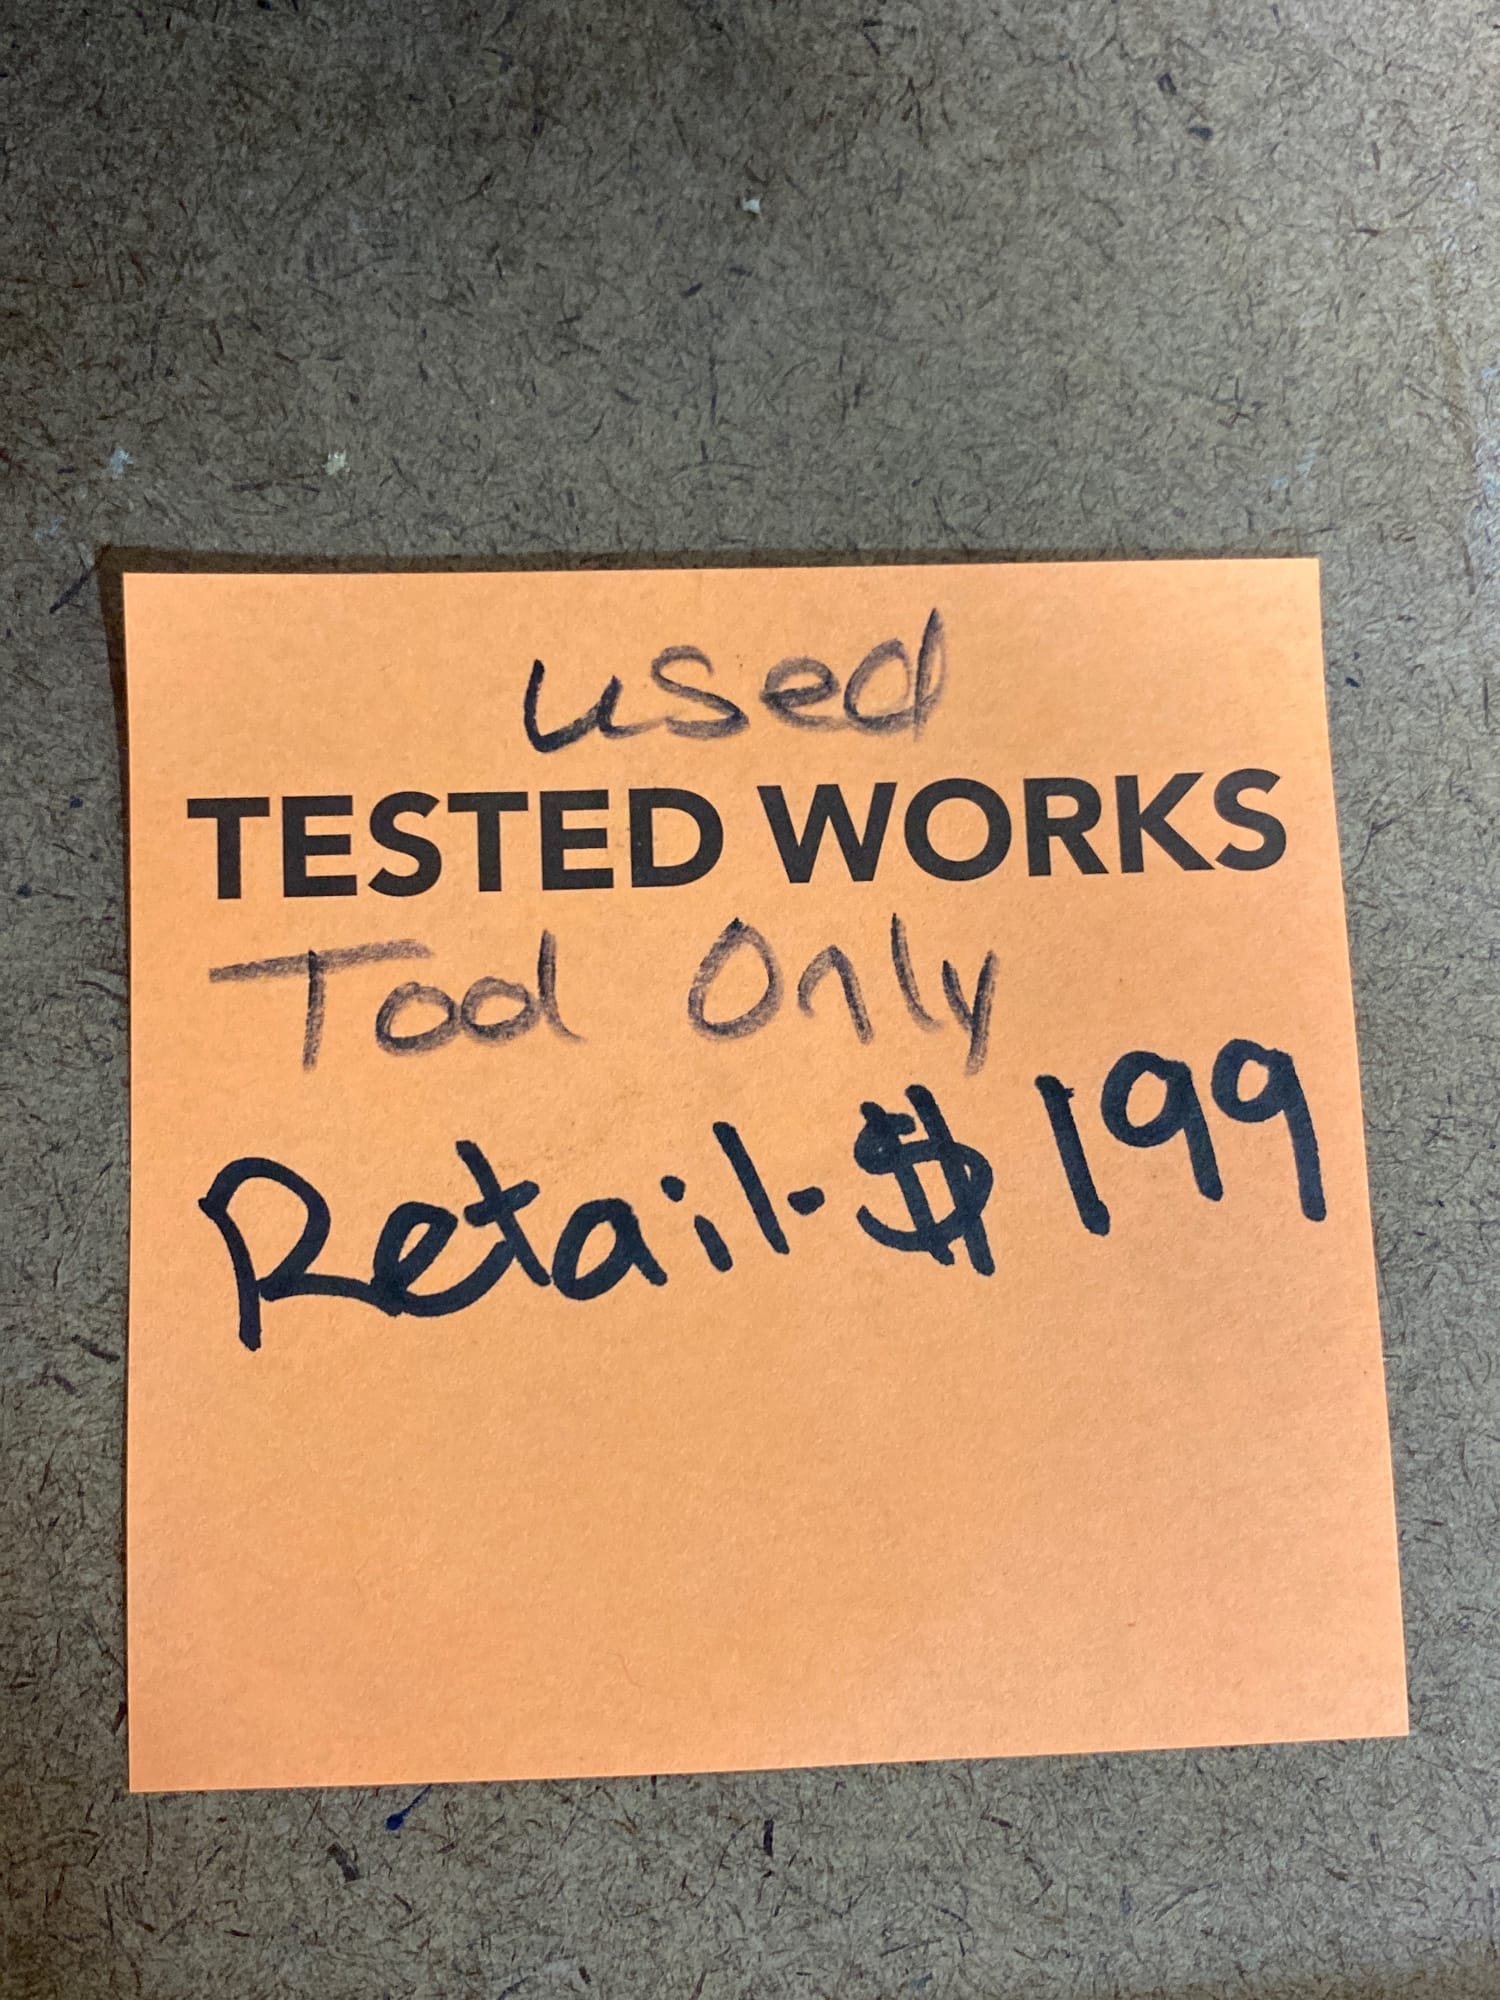 used
TESTED WORKS
Tool Only
Retail-$199